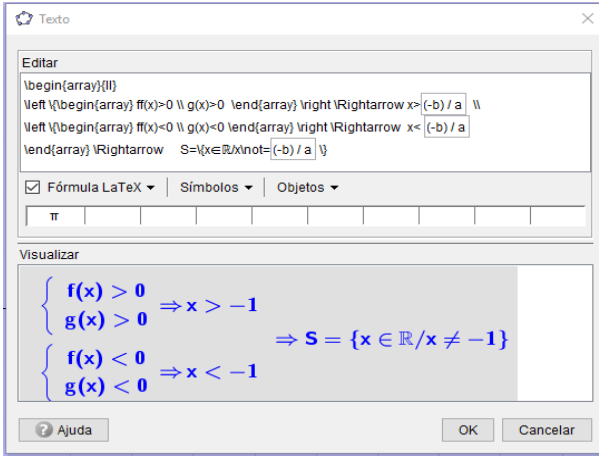 Texto
Editar
\begin{array}{ll}
\left \{\begin{array} ff(x)>0 \\ g(x)>0 \end{array} \right \Rightarrow x> (-b) / a \\
\left \{\begin{array} ff(x)<0 \\ g(x)<0 \end{array} \right \Rightarrow x< (-b) / a
\end{array} \Rightarrow S=\{x∈ℝ/x\not= (-b) / a \}
Fórmula LaTeX Símbolos Objetos
π
Visualizar
f(x) > 0
g(x) > 0
⇒ x > −1
⇒ S = {x ∈ ℝ/x ≠ −1}
f(x) < 0
g(x) < 0
⇒ x < −1
Ajuda OK Cancelar